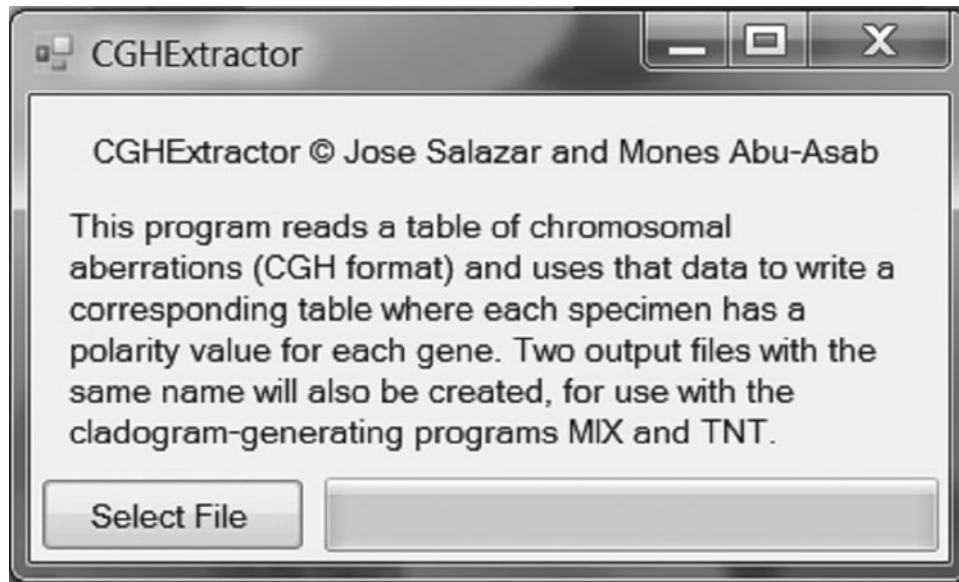 CGHExtractor
CGHExtractor © Jose Salazar and Mones Abu-Asab
This program reads a table of chromosomal
aberrations (CGH format) and uses that data to write a
corresponding table where each specimen has a
polarity value for each gene. Two output files with the
same name will also be created, for use with the
cladogram-generating programs MIX and TNT.
Select File